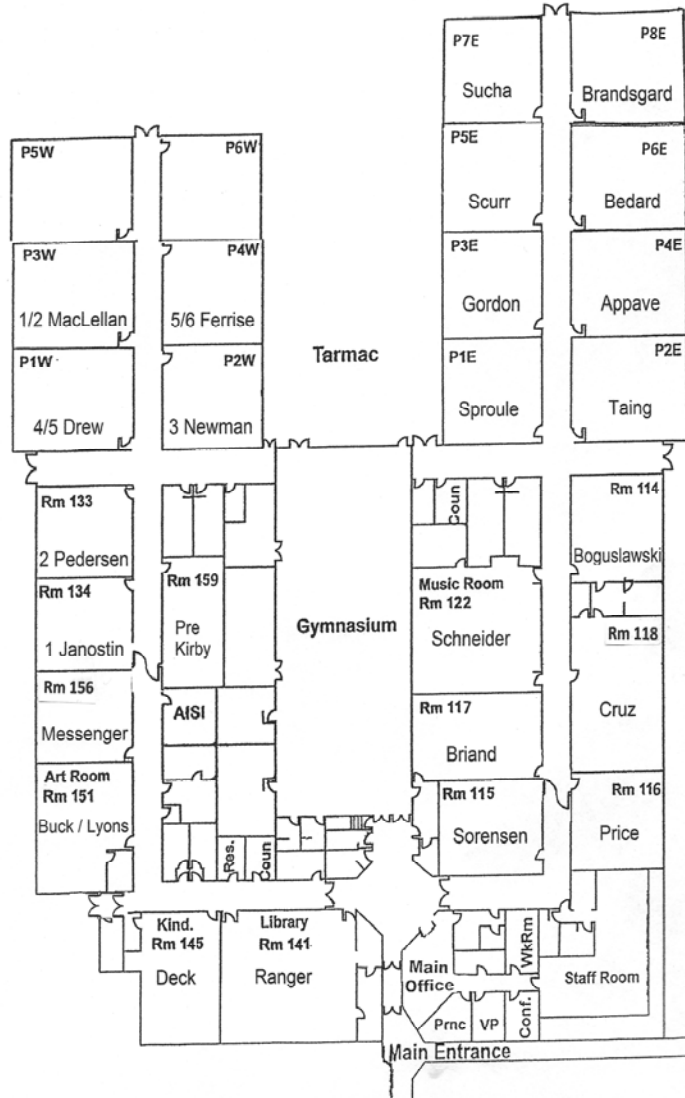 P7E
Sucha
P8E
Brandsgard
P5W
P6W
P5E
Scurr
P6E
Bedard
P3W
1/2 MacLellan
P4W
5/6 Ferrise
P3E
Gordon
P4E
Appave
Tarmac
P1W
4/5 Drew
P2W
3 Newman
P1E
Sproule
P2E
Taing
Rm 133
2 Pedersen
Coun
Rm 114
Boguslawski
Rm 134
1 Janostin
Rm 159
Pre
Kirby
Gymnasium
Music Room
Rm 122
Schneider
Rm 118
Cruz
Rm 156
Messenger
AISI
Rm 117
Briand
Art Room
Rm 151
Buck / Lyons
Res.
Coun
Rm 115
Sorensen
Rm 116
Price
Kind.
Rm 145
Deck
Library
Rm 141
Ranger
Main
Office
WkRm
Staff Room
Prnc
VP
Conf.
Main Entrance